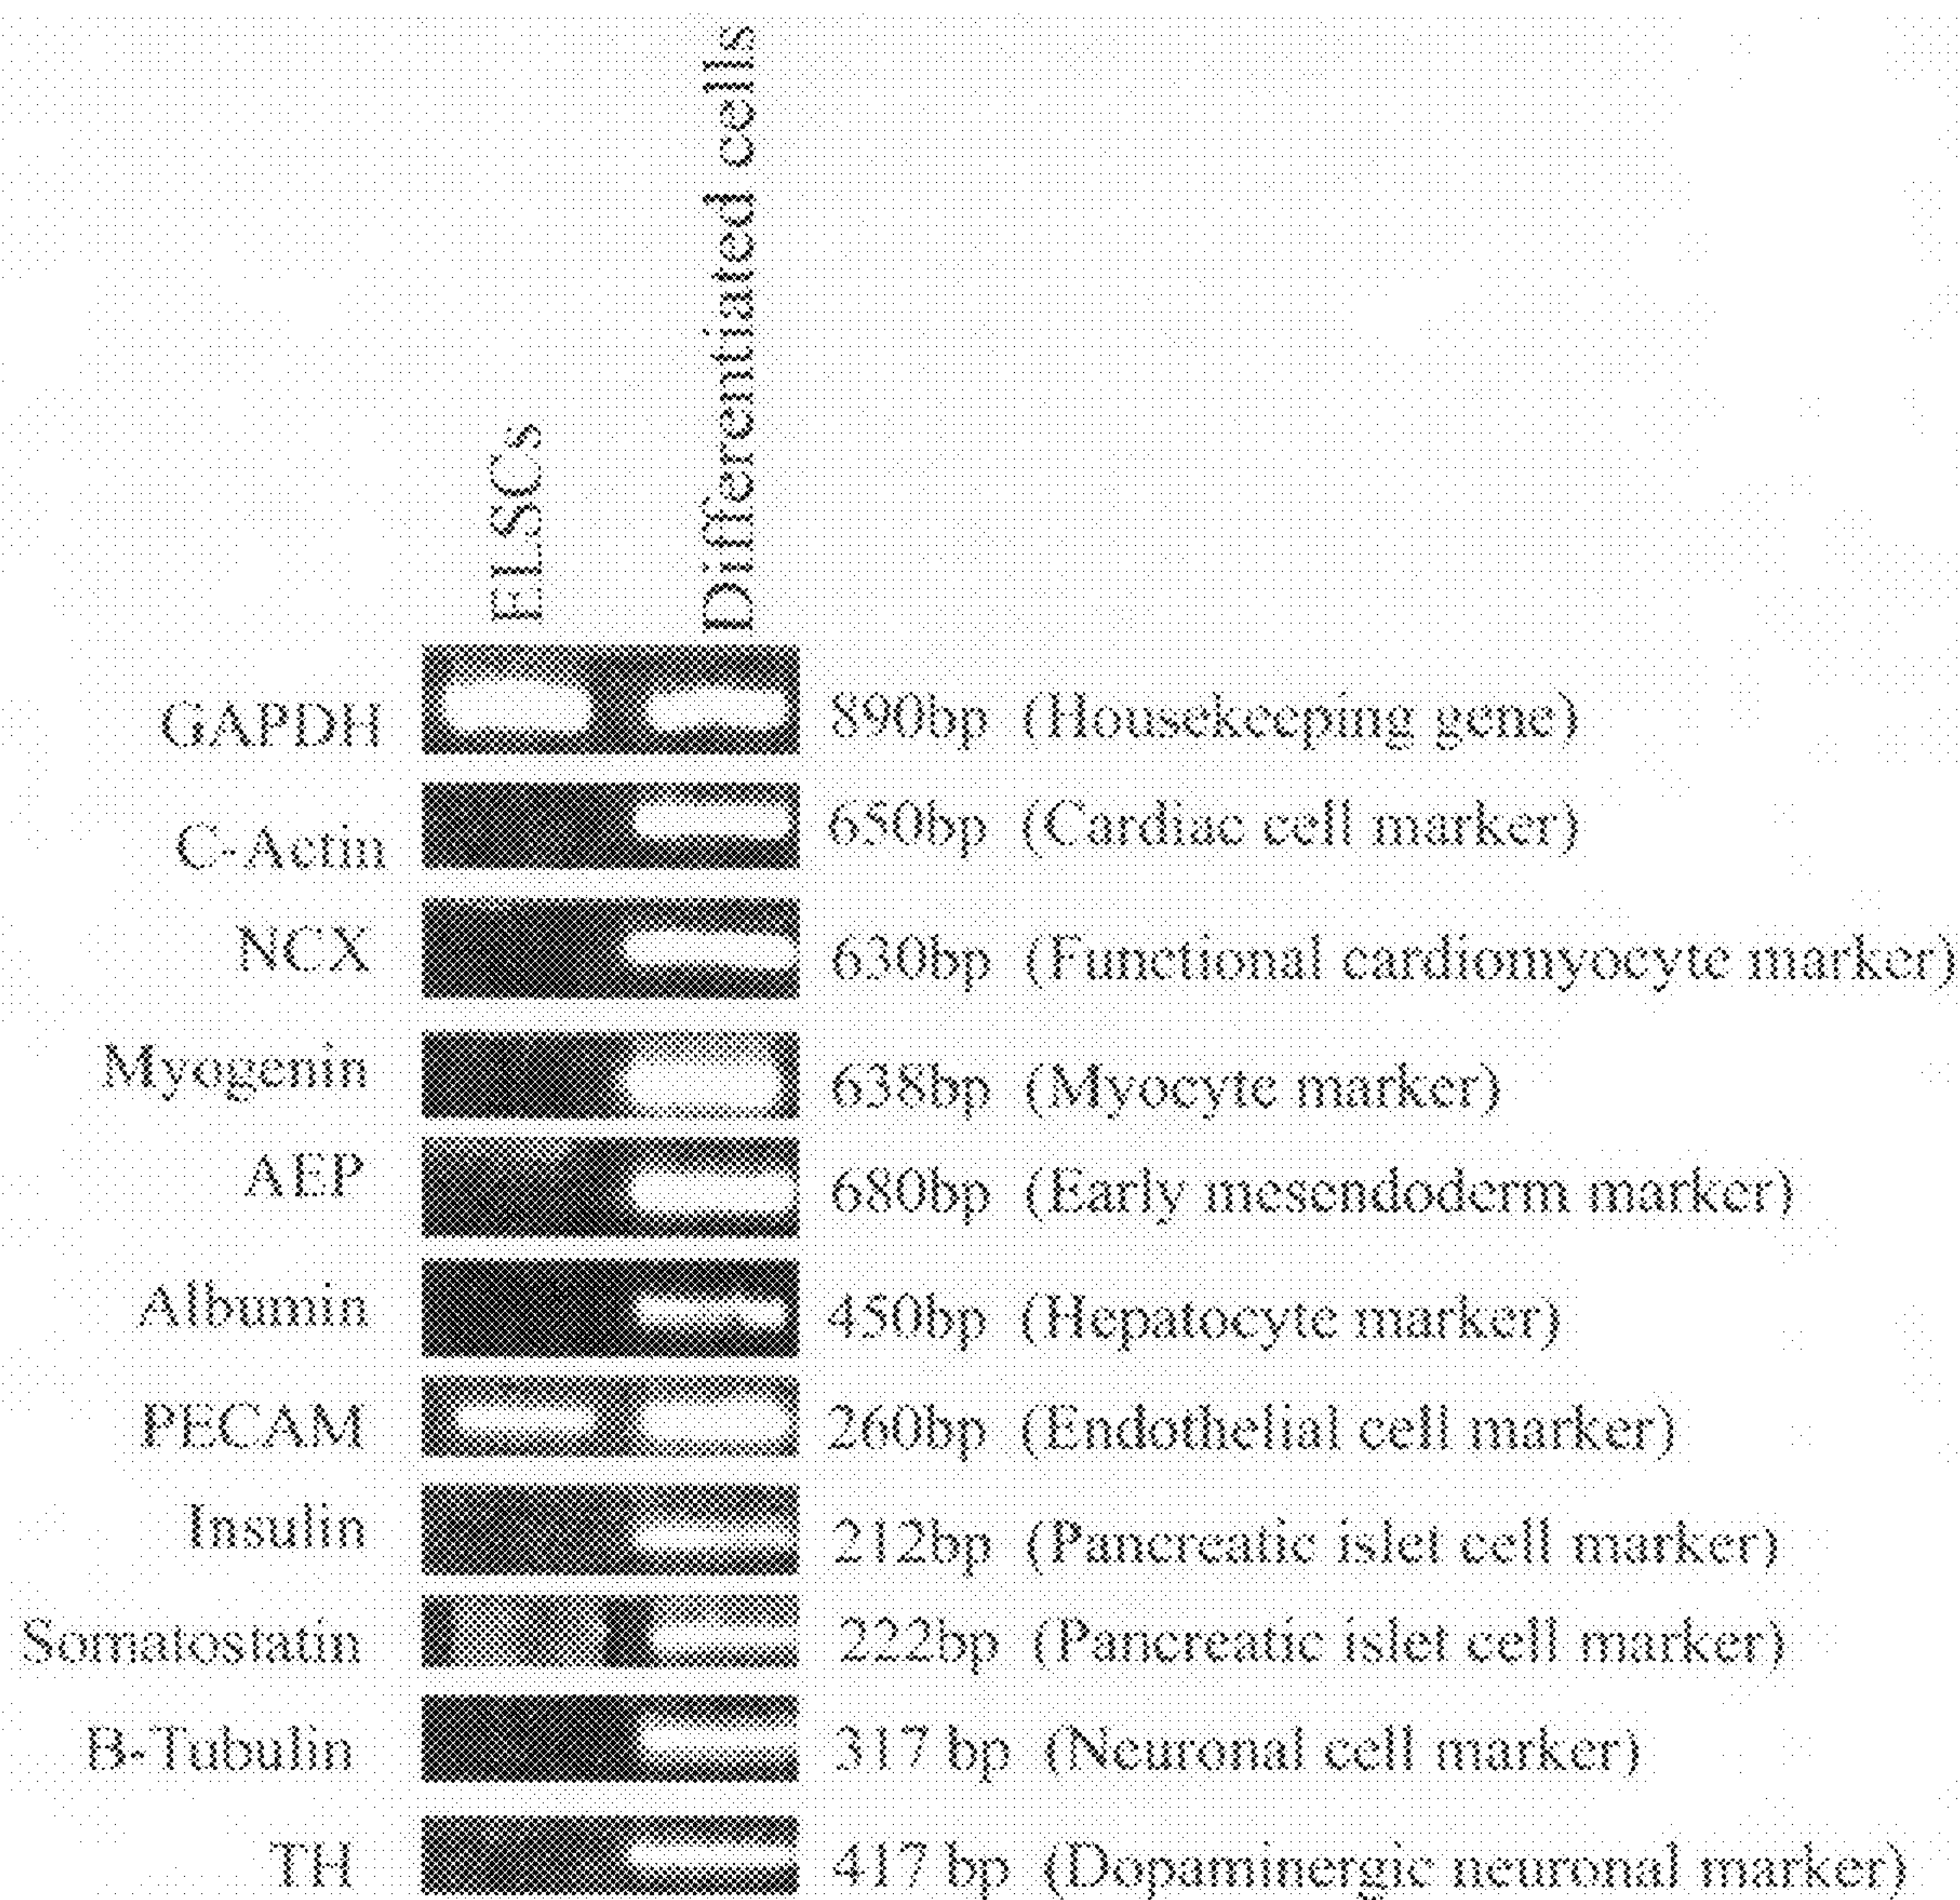 ELSCs
Differentiated cells
GAPDH 890bp (Housekeeping gene)
C-Actin 650bp (Cardiac cell marker)
NCX 630bp (Functional cardiomyocyte marker)
Myogenin 638bp (Myocyte marker)
AEP 680bp (Early mesendoderm marker)
Albumin 450bp (Hepatocyte marker)
PECAM 260bp (Endothelial cell marker)
Insulin 212bp (Pancreatic islet cell marker)
Somatostatin 222bp (Pancreatic islet cell marker)
B-Tubulin 317 bp (Neuronal cell marker)
TH 417 bp (Dopaminergic neuronal marker)